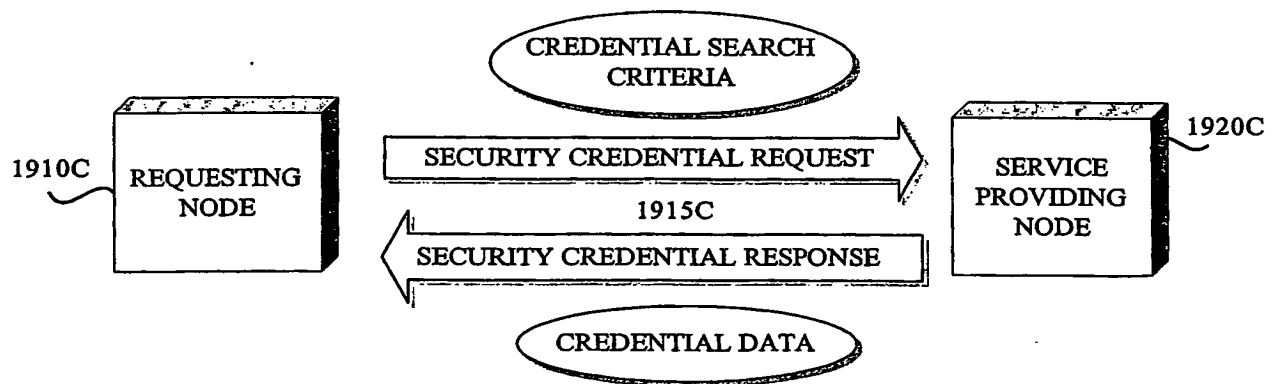 CREDENTIAL SEARCH
CRITERIA
1910C
REQUESTING
NODE
SECURITY CREDENTIAL REQUEST
1915C
SECURITY CREDENTIAL RESPONSE
CREDENTIAL DATA
SERVICE
PROVIDING
NODE
1920C